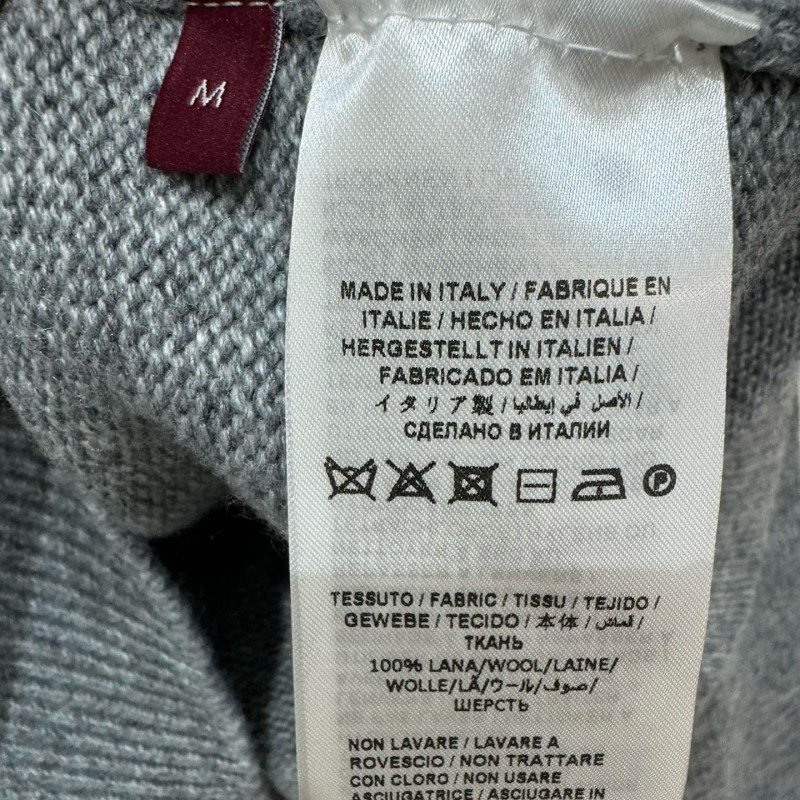 M
MADE IN ITALY / FABRIQUE EN
ITALIE / HECHO EN ITALIA /
HERGESTELLT IN ITALIEN /
FABRICADO EM ITALIA /
イタリア製 / الأصل في إيطاليا /
СДЕЛАНО В ИТАЛИИ
P
TESSUTO / FABRIC / TISSU / TEJIDO /
GEWEBE / TECIDO / 本体 / قماش /
ТКАНЬ
100% LANA/WOOL/LAINE/
WOLLE/LÃ/ウール/صوف/
ШЕРСТЬ
NON LAVARE / LAVARE A
ROVESCIO / NON TRATTARE
CON CLORO / NON USARE
ASCIUGATRICE / ASCIUGARE IN